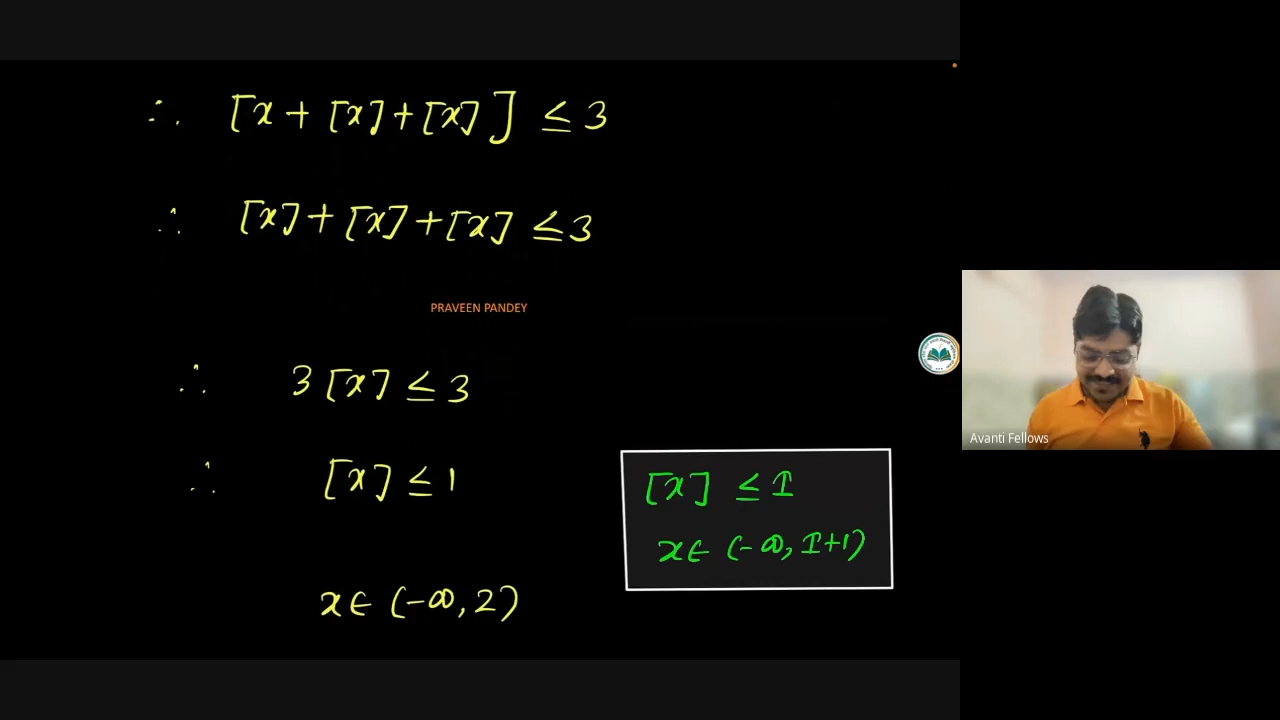 ∴ [x + [x] + [x]] ≤ 3
∴ [x] + [x] + [x] ≤ 3
PRAVEEN PANDEY
∴ 3[x] ≤ 3
∴ [x] ≤ 1
x ∈ (-∞, 2)
[x] ≤ I
x ∈ (-∞, I+1)
Avanti Fellows